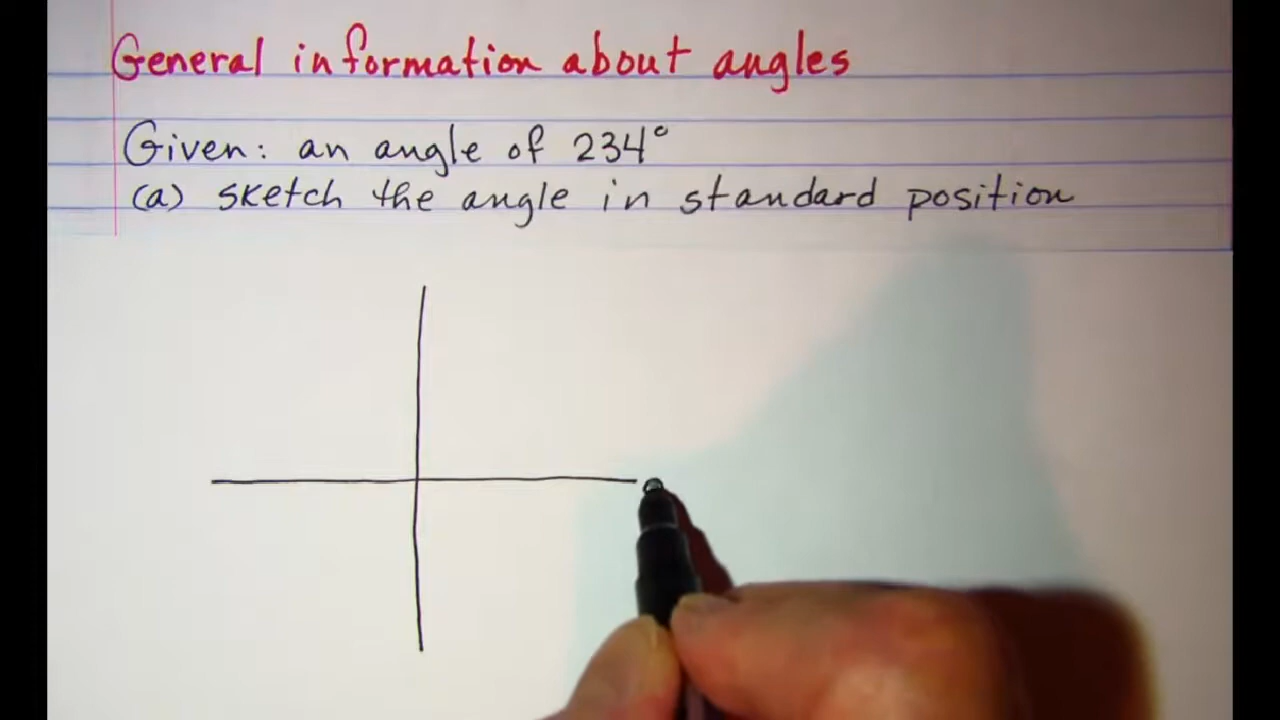 General information about angles
Given: an angle of 234°
(a) sketch the angle in standard position